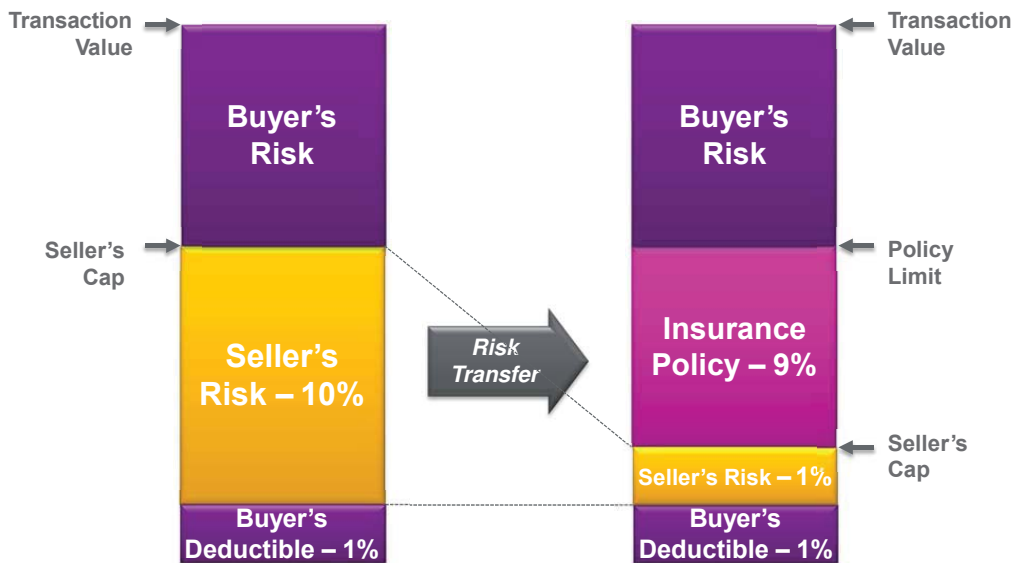 Transaction
Value
Buyer's
Risk
Seller's
Cap
Seller's
Risk – 10%
Buyer's
Deductible – 1%
Risk
Transfer
Transaction
Value
Buyer's
Risk
Policy
Limit
Insurance
Policy – 9%
Seller's
Cap
Seller's Risk – 1%
Buyer's
Deductible – 1%